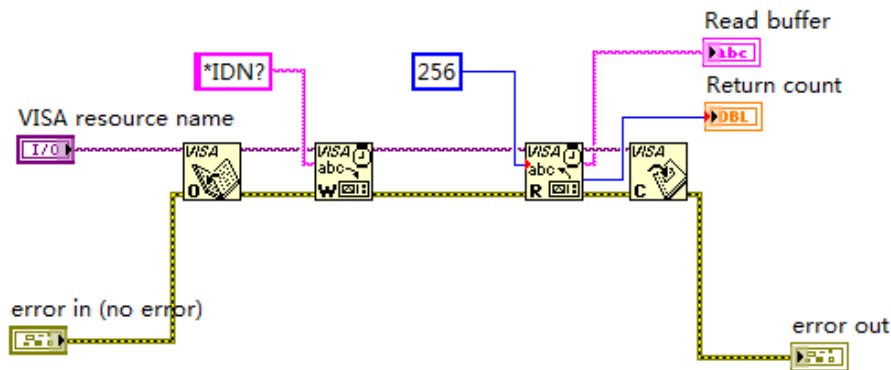 Read buffer
abc
*IDN?
256
Return count
DBL
VISA resource name
I/O
VISA
O
VISA
abc
W
VISA
abc
R
VISA
C
error in (no error)
error out